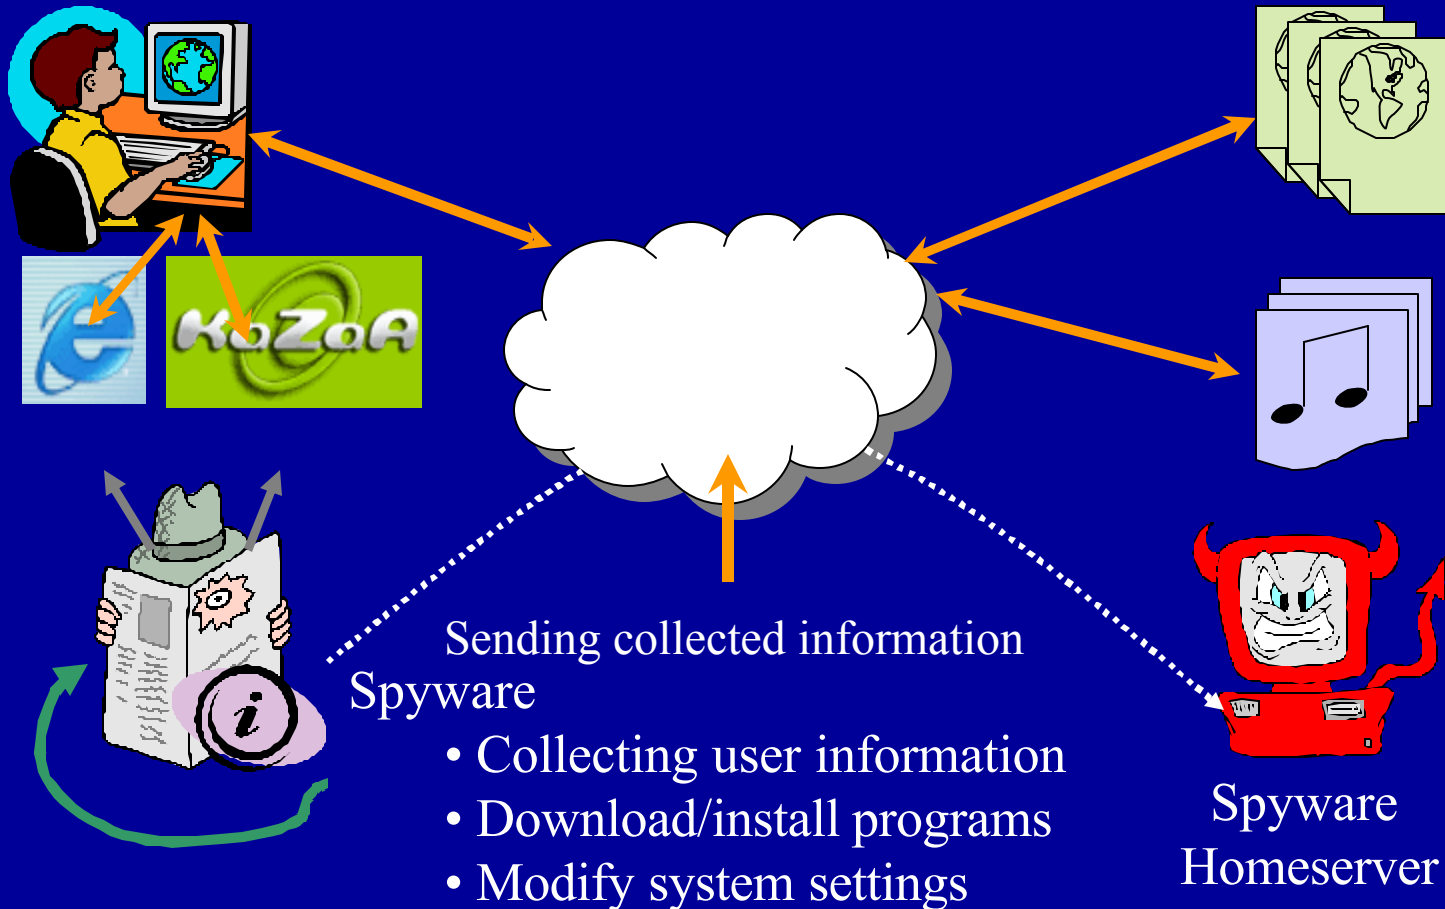 KaZaA
Sending collected information
Spyware
• Collecting user information
• Download/install programs
• Modify system settings
Spyware
Homeserver